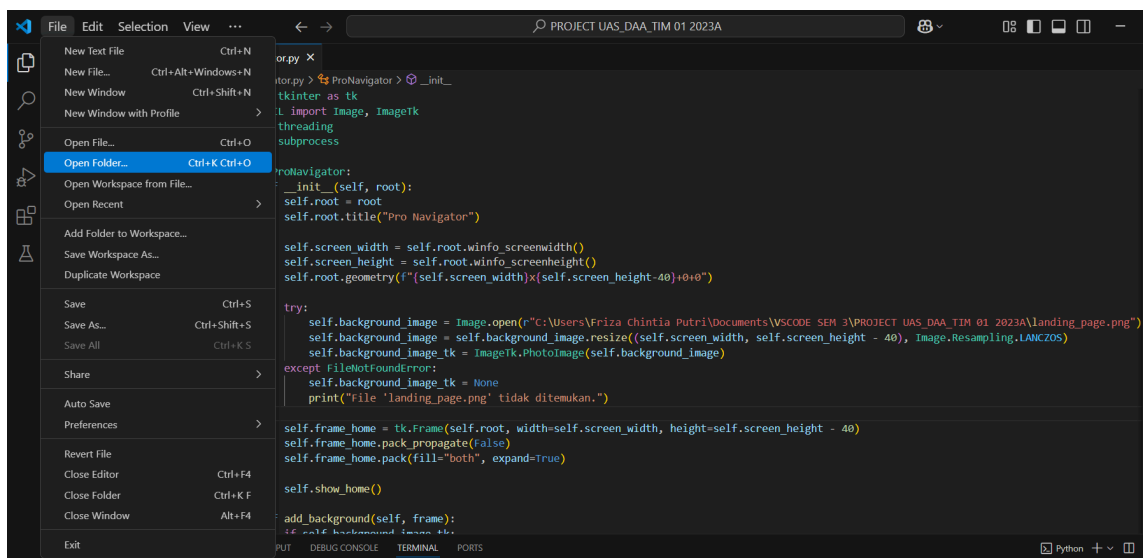 File Edit Selection View ...
PROJECT UAS_DAA_TIM 01 2023A
New Text File Ctrl+N
New File... Ctrl+Alt+Windows+N
New Window Ctrl+Shift+N
New Window with Profile
Open File... Ctrl+O
Open Folder... Ctrl+K Ctrl+O
Open Workspace from File...
Open Recent
Add Folder to Workspace...
Save Workspace As...
Duplicate Workspace
Save Ctrl+S
Save As... Ctrl+Shift+S
Save All Ctrl+K S
Share
Auto Save
Preferences
Revert File
Close Editor Ctrl+F4
Close Folder Ctrl+K F
Close Window Alt+F4
Exit
or.py
tor.py > ProNavigator > __init__
tkinter as tk
L import Image, ImageTk
threading
subprocess
ProNavigator:
__init__(self, root):
self.root = root
self.root.title("Pro Navigator")
self.screen_width = self.root.winfo_screenwidth()
self.screen_height = self.root.winfo_screenheight()
self.root.geometry(f"{self.screen_width}x{self.screen_height-40}+0+0")
try:
self.background_image = Image.open(r"C:\Users\Friza Chintia Putri\Documents\VSCODE SEM 3\PROJECT UAS_DAA_TIM 01 2023A\landing_page.png")
self.background_image = self.background_image.resize((self.screen_width, self.screen_height - 40), Image.Resampling.LANCZOS)
self.background_image_tk = ImageTk.PhotoImage(self.background_image)
except FileNotFoundError:
self.background_image_tk = None
print("File 'landing_page.png' tidak ditemukan.")
self.frame_home = tk.Frame(self.root, width=self.screen_width, height=self.screen_height - 40)
self.frame_home.pack_propagate(False)
self.frame_home.pack(fill="both", expand=True)
self.show_home()
add_background(self, frame):
if self.background_image_tk:
PUT DEBUG CONSOLE TERMINAL PORTS
Python